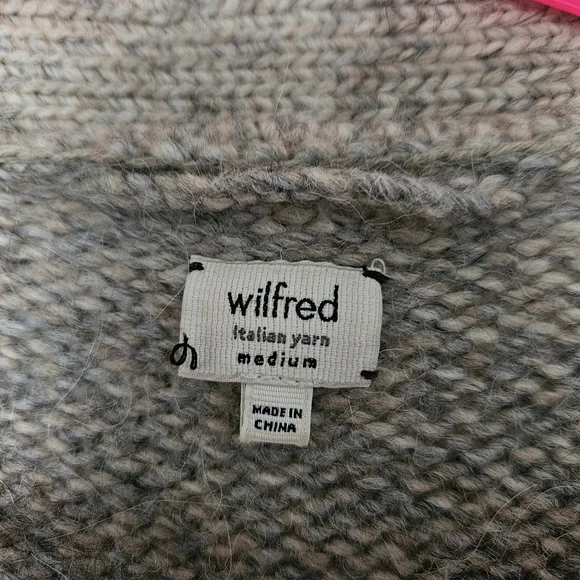 wilfred
Italian yarn
medium
MADE IN
CHINA